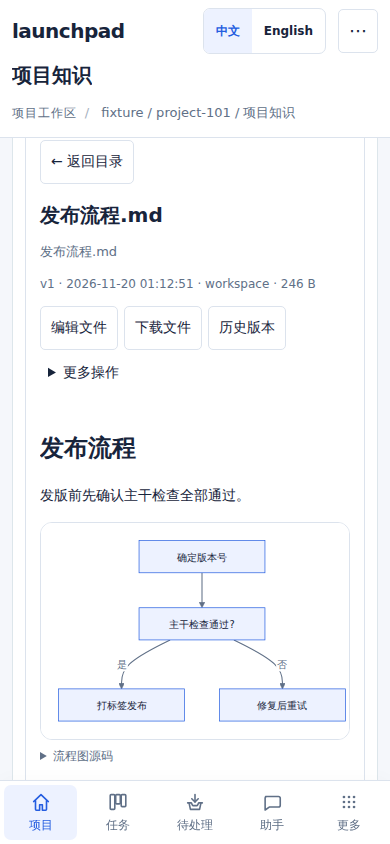 launchpad
中文 English ···
项目知识
项目工作区 / fixture / project-101 / 项目知识
← 返回目录
发布流程.md
发布流程.md
v1 · 2026-11-20 01:12:51 · workspace · 246 B
编辑文件 下载文件 历史版本
▶ 更多操作
发布流程
发版前先确认主干检查全部通过。
确定版本号
主干检查通过?
是 否
打标签发布 修复后重试
▶ 流程图源码
项目 任务 待处理 助手 更多